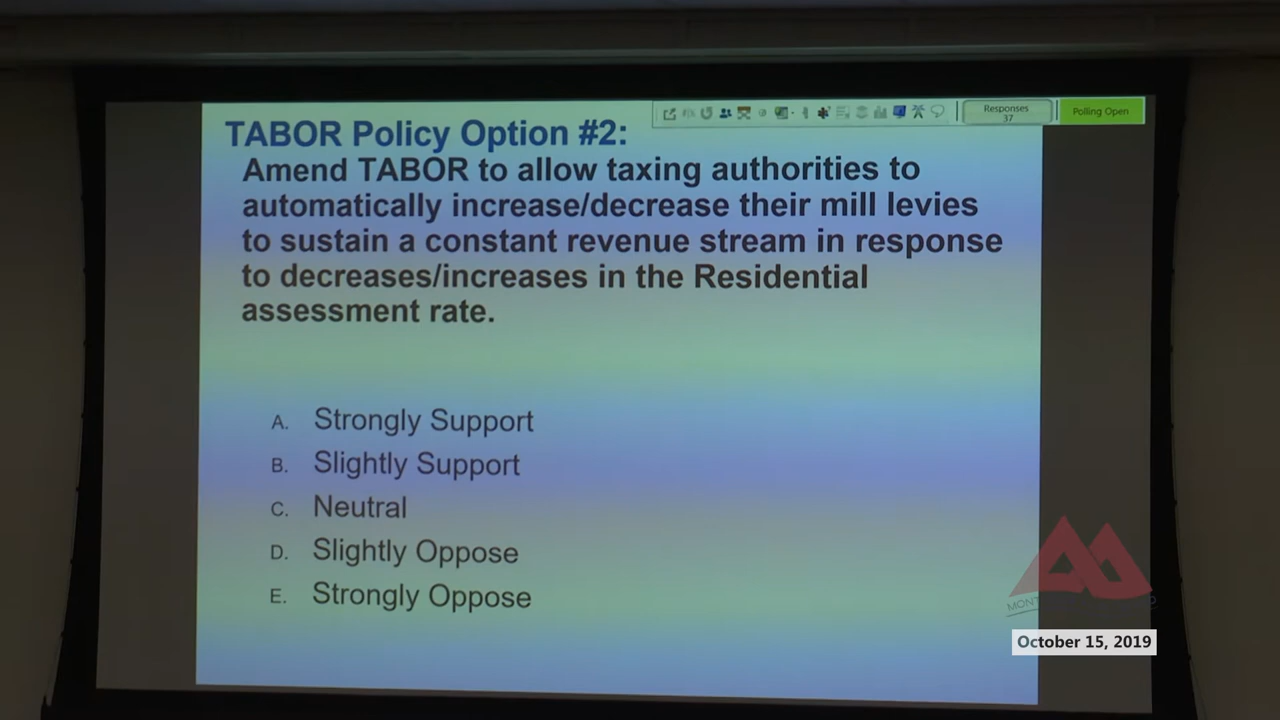 Responses
37
Polling Open
TABOR Policy Option #2:
Amend TABOR to allow taxing authorities to
automatically increase/decrease their mill levies
to sustain a constant revenue stream in response
to decreases/increases in the Residential
assessment rate.
A. Strongly Support
B. Slightly Support
C. Neutral
D. Slightly Oppose
E. Strongly Oppose
October 15, 2019